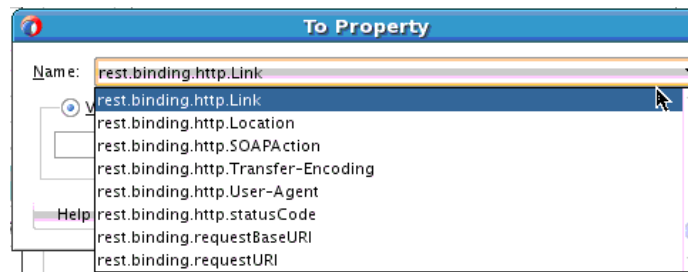 To Property
Name: rest.binding.http.Link
rest.binding.http.Link
rest.binding.http.Location
rest.binding.http.SOAPAction
rest.binding.http.Transfer-Encoding
rest.binding.http.User-Agent
Help rest.binding.http.statusCode
rest.binding.requestBaseURI
rest.binding.requestURI